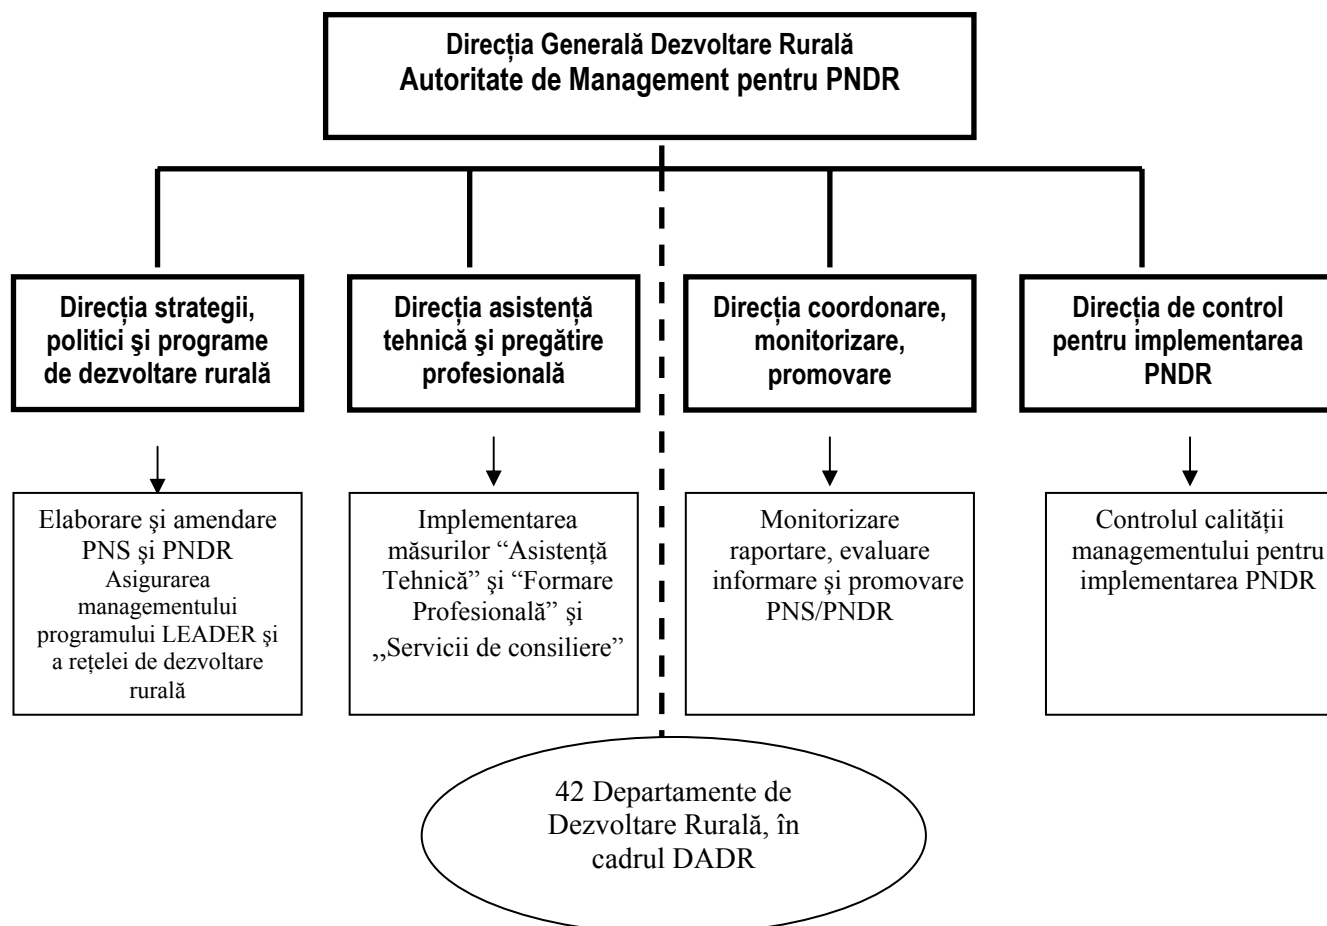 Direcția Generală Dezvoltare Rurală
Autoritate de Management pentru PNDR
Direcția strategii,
politici şi programe
de dezvoltare rurală
Direcția asistență
tehnică şi pregătire
profesională
Direcția coordonare,
monitorizare,
promovare
Direcția de control
pentru implementarea
PNDR
Elaborare şi amendare
PNS şi PNDR
Asigurarea
managementului
programului LEADER şi
a rețelei de dezvoltare
rurală
Implementarea
măsurilor “Asistență
Tehnică” şi “Formare
Profesională” şi
„Servicii de consiliere”
Monitorizare
raportare, evaluare
informare şi promovare
PNS/PNDR
Controlul calității
managementului pentru
implementarea PNDR
42 Departamente de
Dezvoltare Rurală, în
cadrul DADR